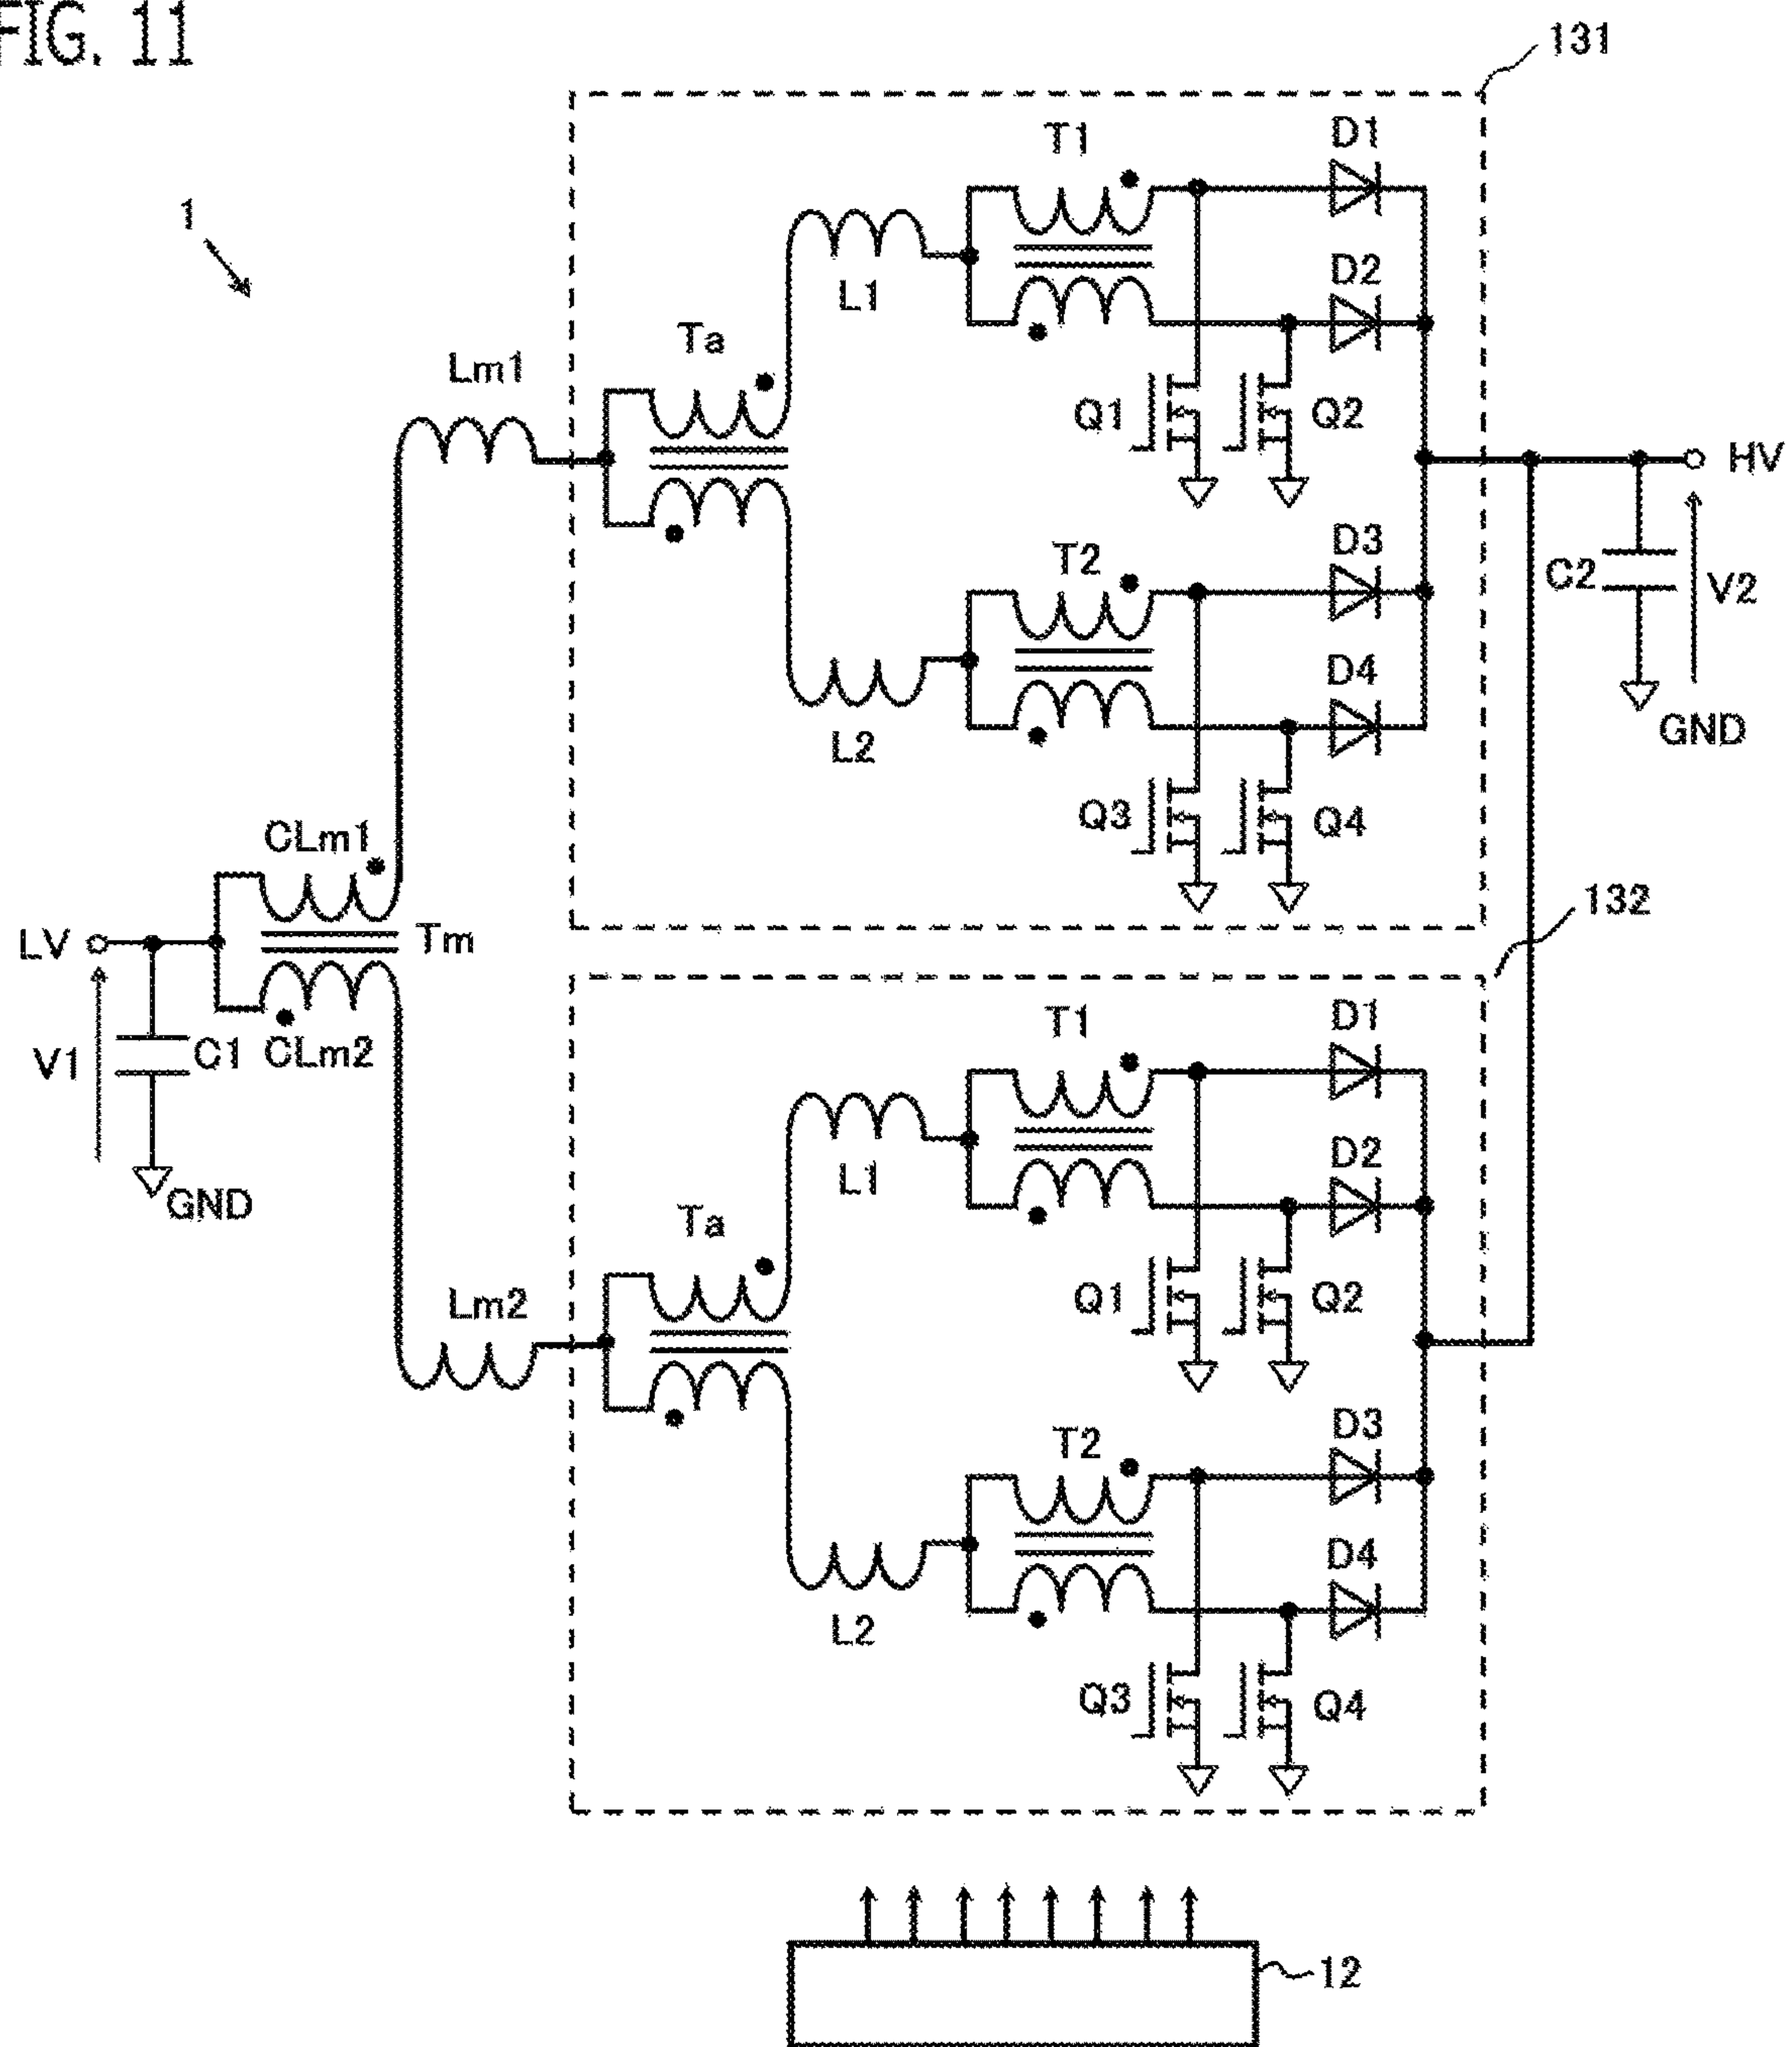 FIG. 11
131
1
T1
D1
D2
L1
Ta
Lm1
Q1
Q2
HV
T2
D3
C2
V2
D4
L2
GND
Q3
Q4
CLm1
132
LV
Tm
T1
D1
V1
C1
CLm2
D2
L1
GND
Ta
Lm2
Q1
Q2
D3
T2
D4
L2
Q3
Q4
12